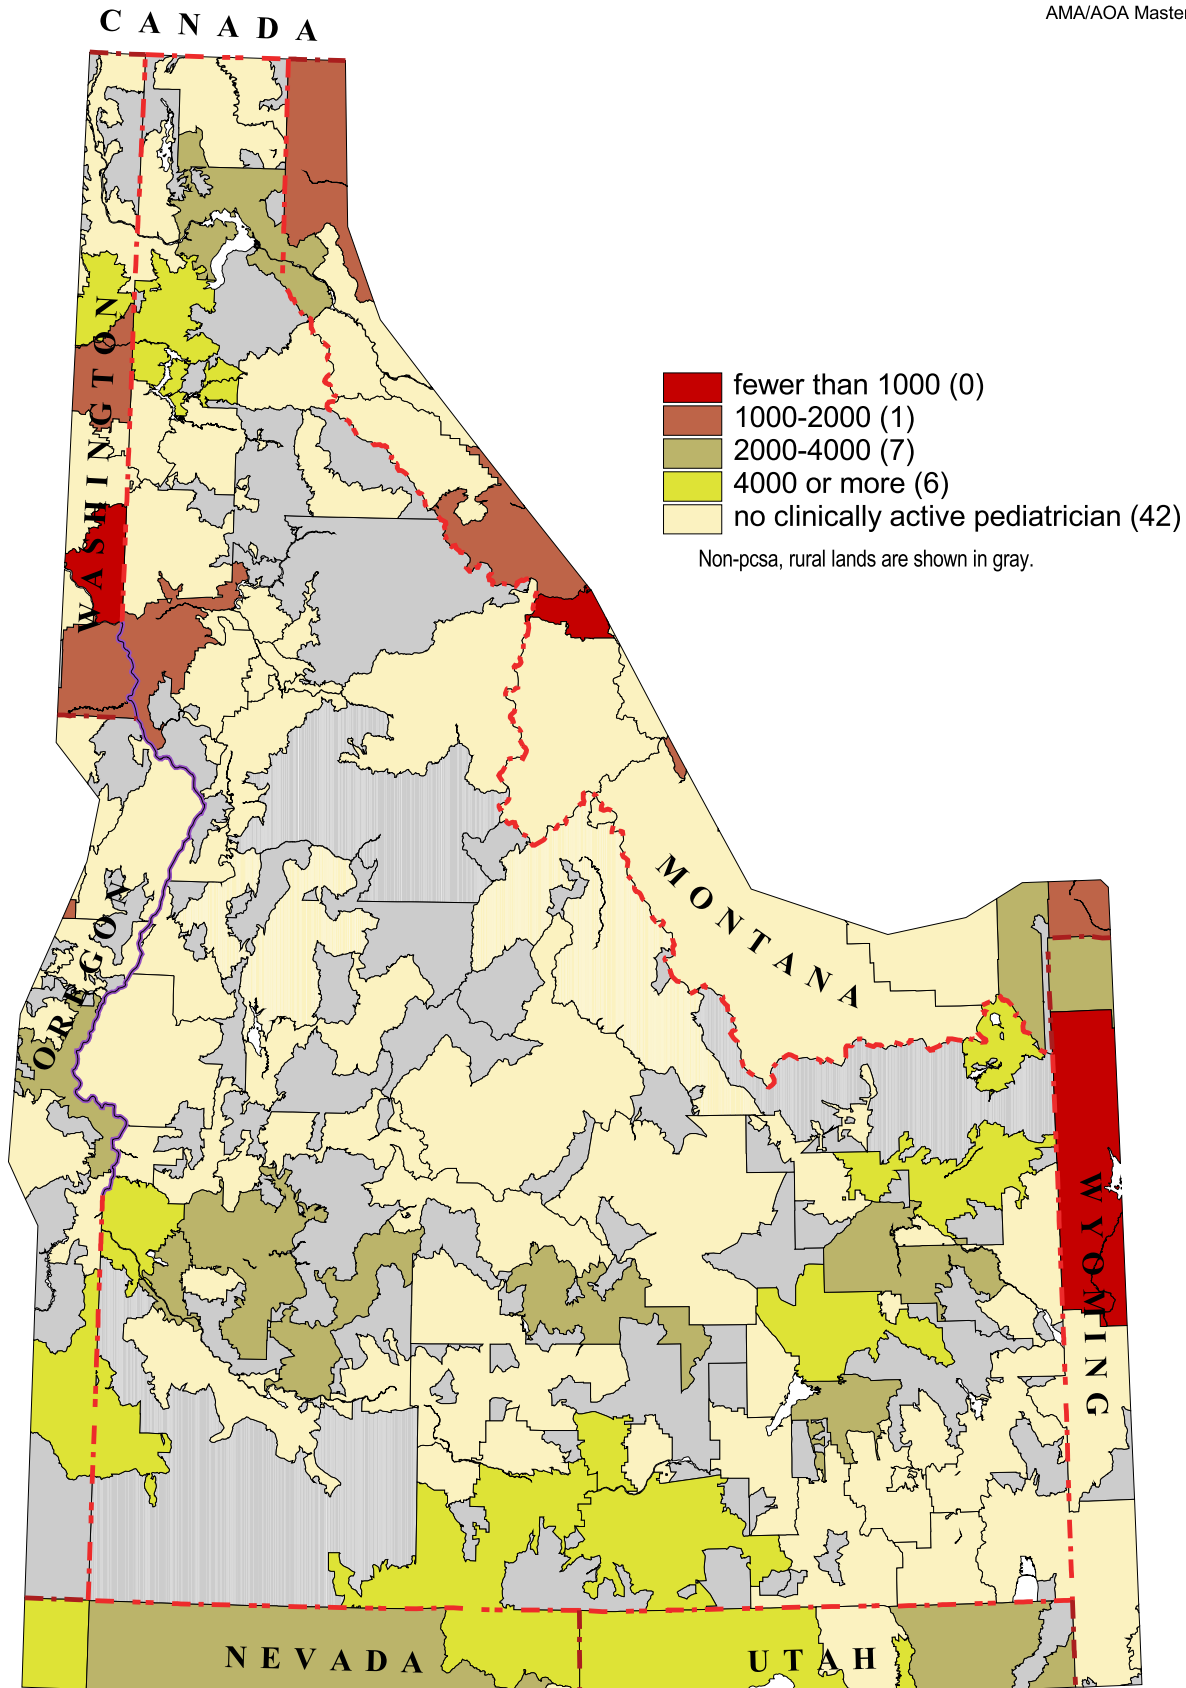 AMA/AOA Master
CANADA
WASHINGTON
fewer than 1000 (0)
1000-2000 (1)
2000-4000 (7)
4000 or more (6)
no clinically active pediatrician (42)
Non-pcsa, rural lands are shown in gray.
MONTANA
OREGON
WYOMING
NEVADA
UTAH